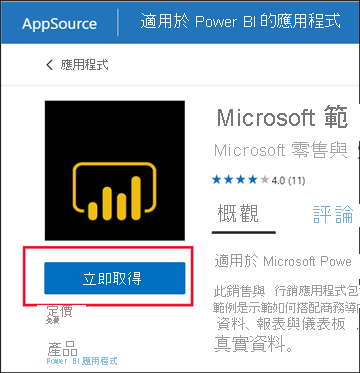 AppSource 適用於 Power BI 的應用程式
應用程式
Microsoft 範
Microsoft 零售與
4.0 (11)
概觀 評論
立即取得
適用於 Microsoft Powe
此銷售與 行銷應用程式包
範例是示範如何搭配商務導向
資料、報表與儀表板
真實資料。
定價
免費
產品
Power BI 應用程式